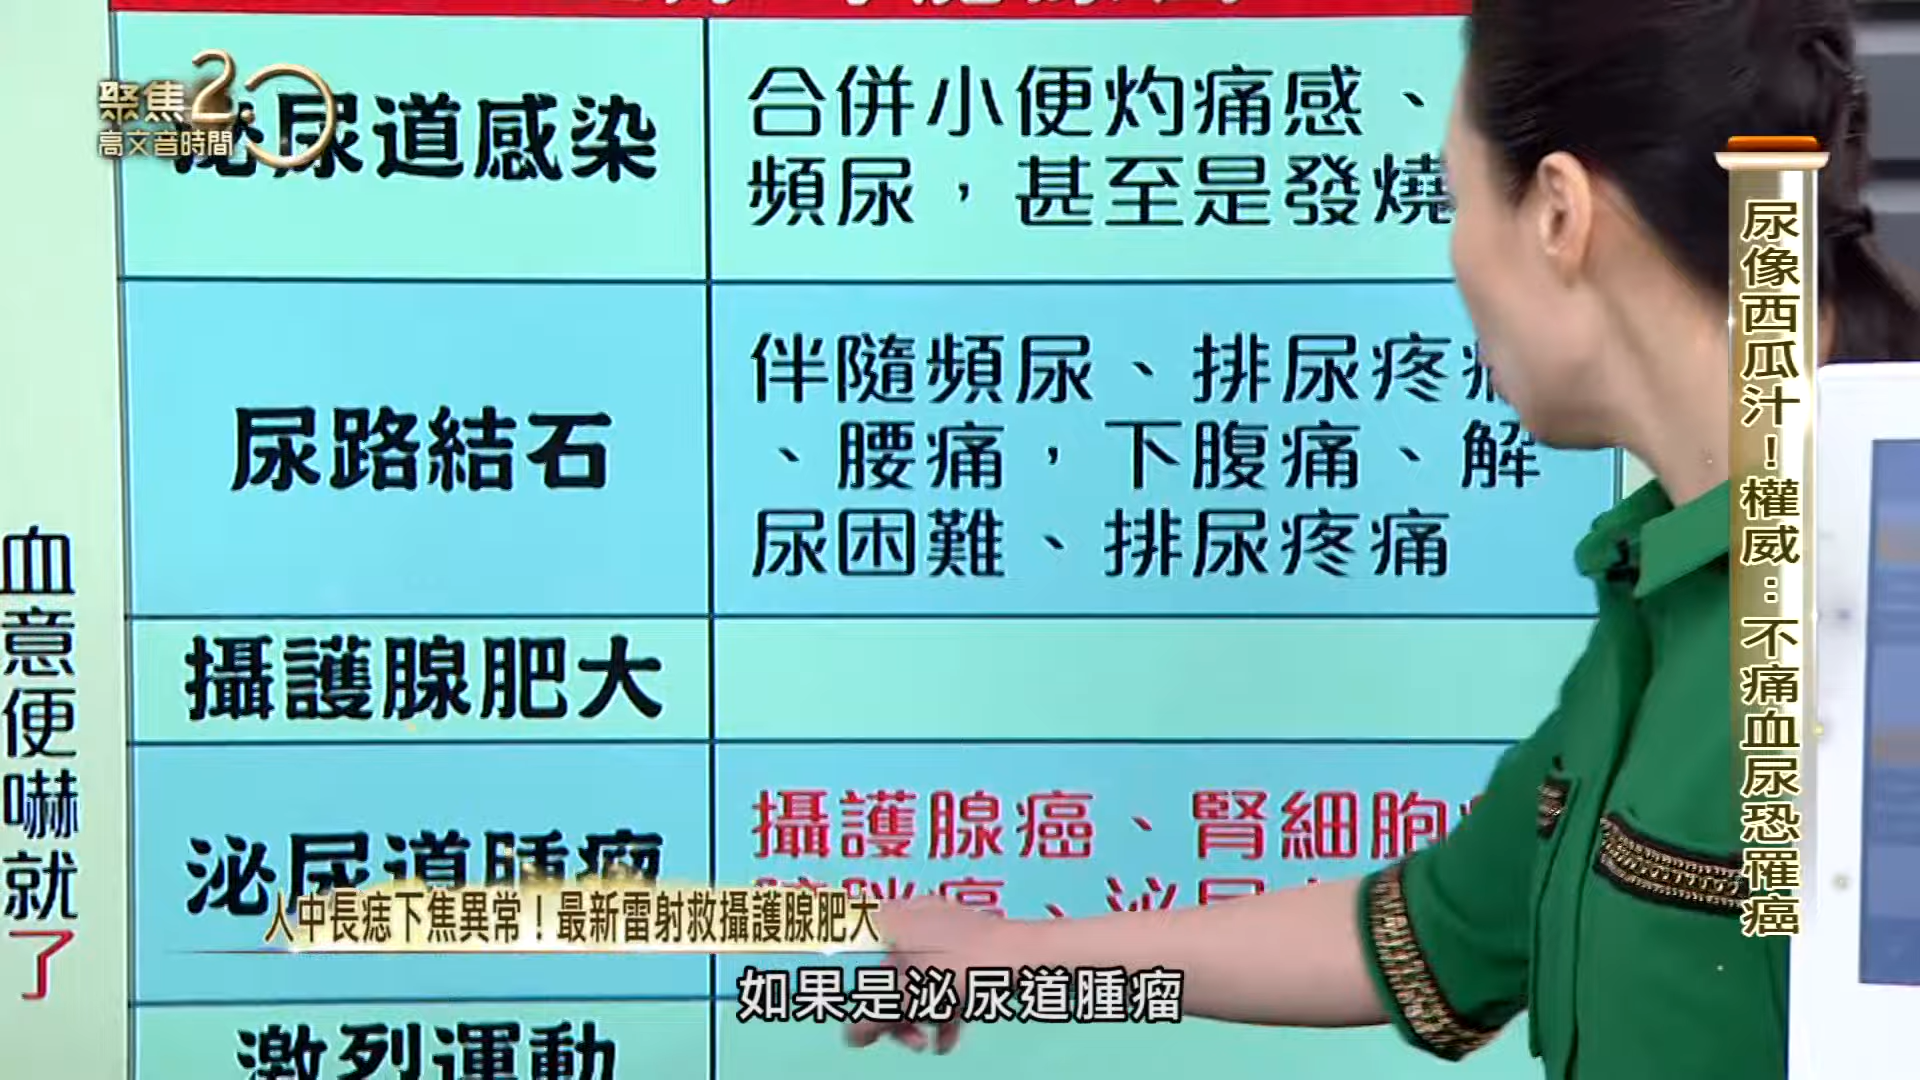 聚焦2.0
高文音時間
泌尿道感染
合併小便灼痛感、
頻尿，甚至是發燒
尿路結石
伴隨頻尿、排尿疼
、腰痛，下腹痛、解
尿困難、排尿疼痛
攝護腺肥大
泌尿道腫瘤
攝護腺癌、腎細胞
激烈運動
血意便嚇就了
尿像西瓜汁！權威：不痛血尿恐罹癌
人中長痣下焦異常！最新雷射救攝護腺肥大
如果是泌尿道腫瘤